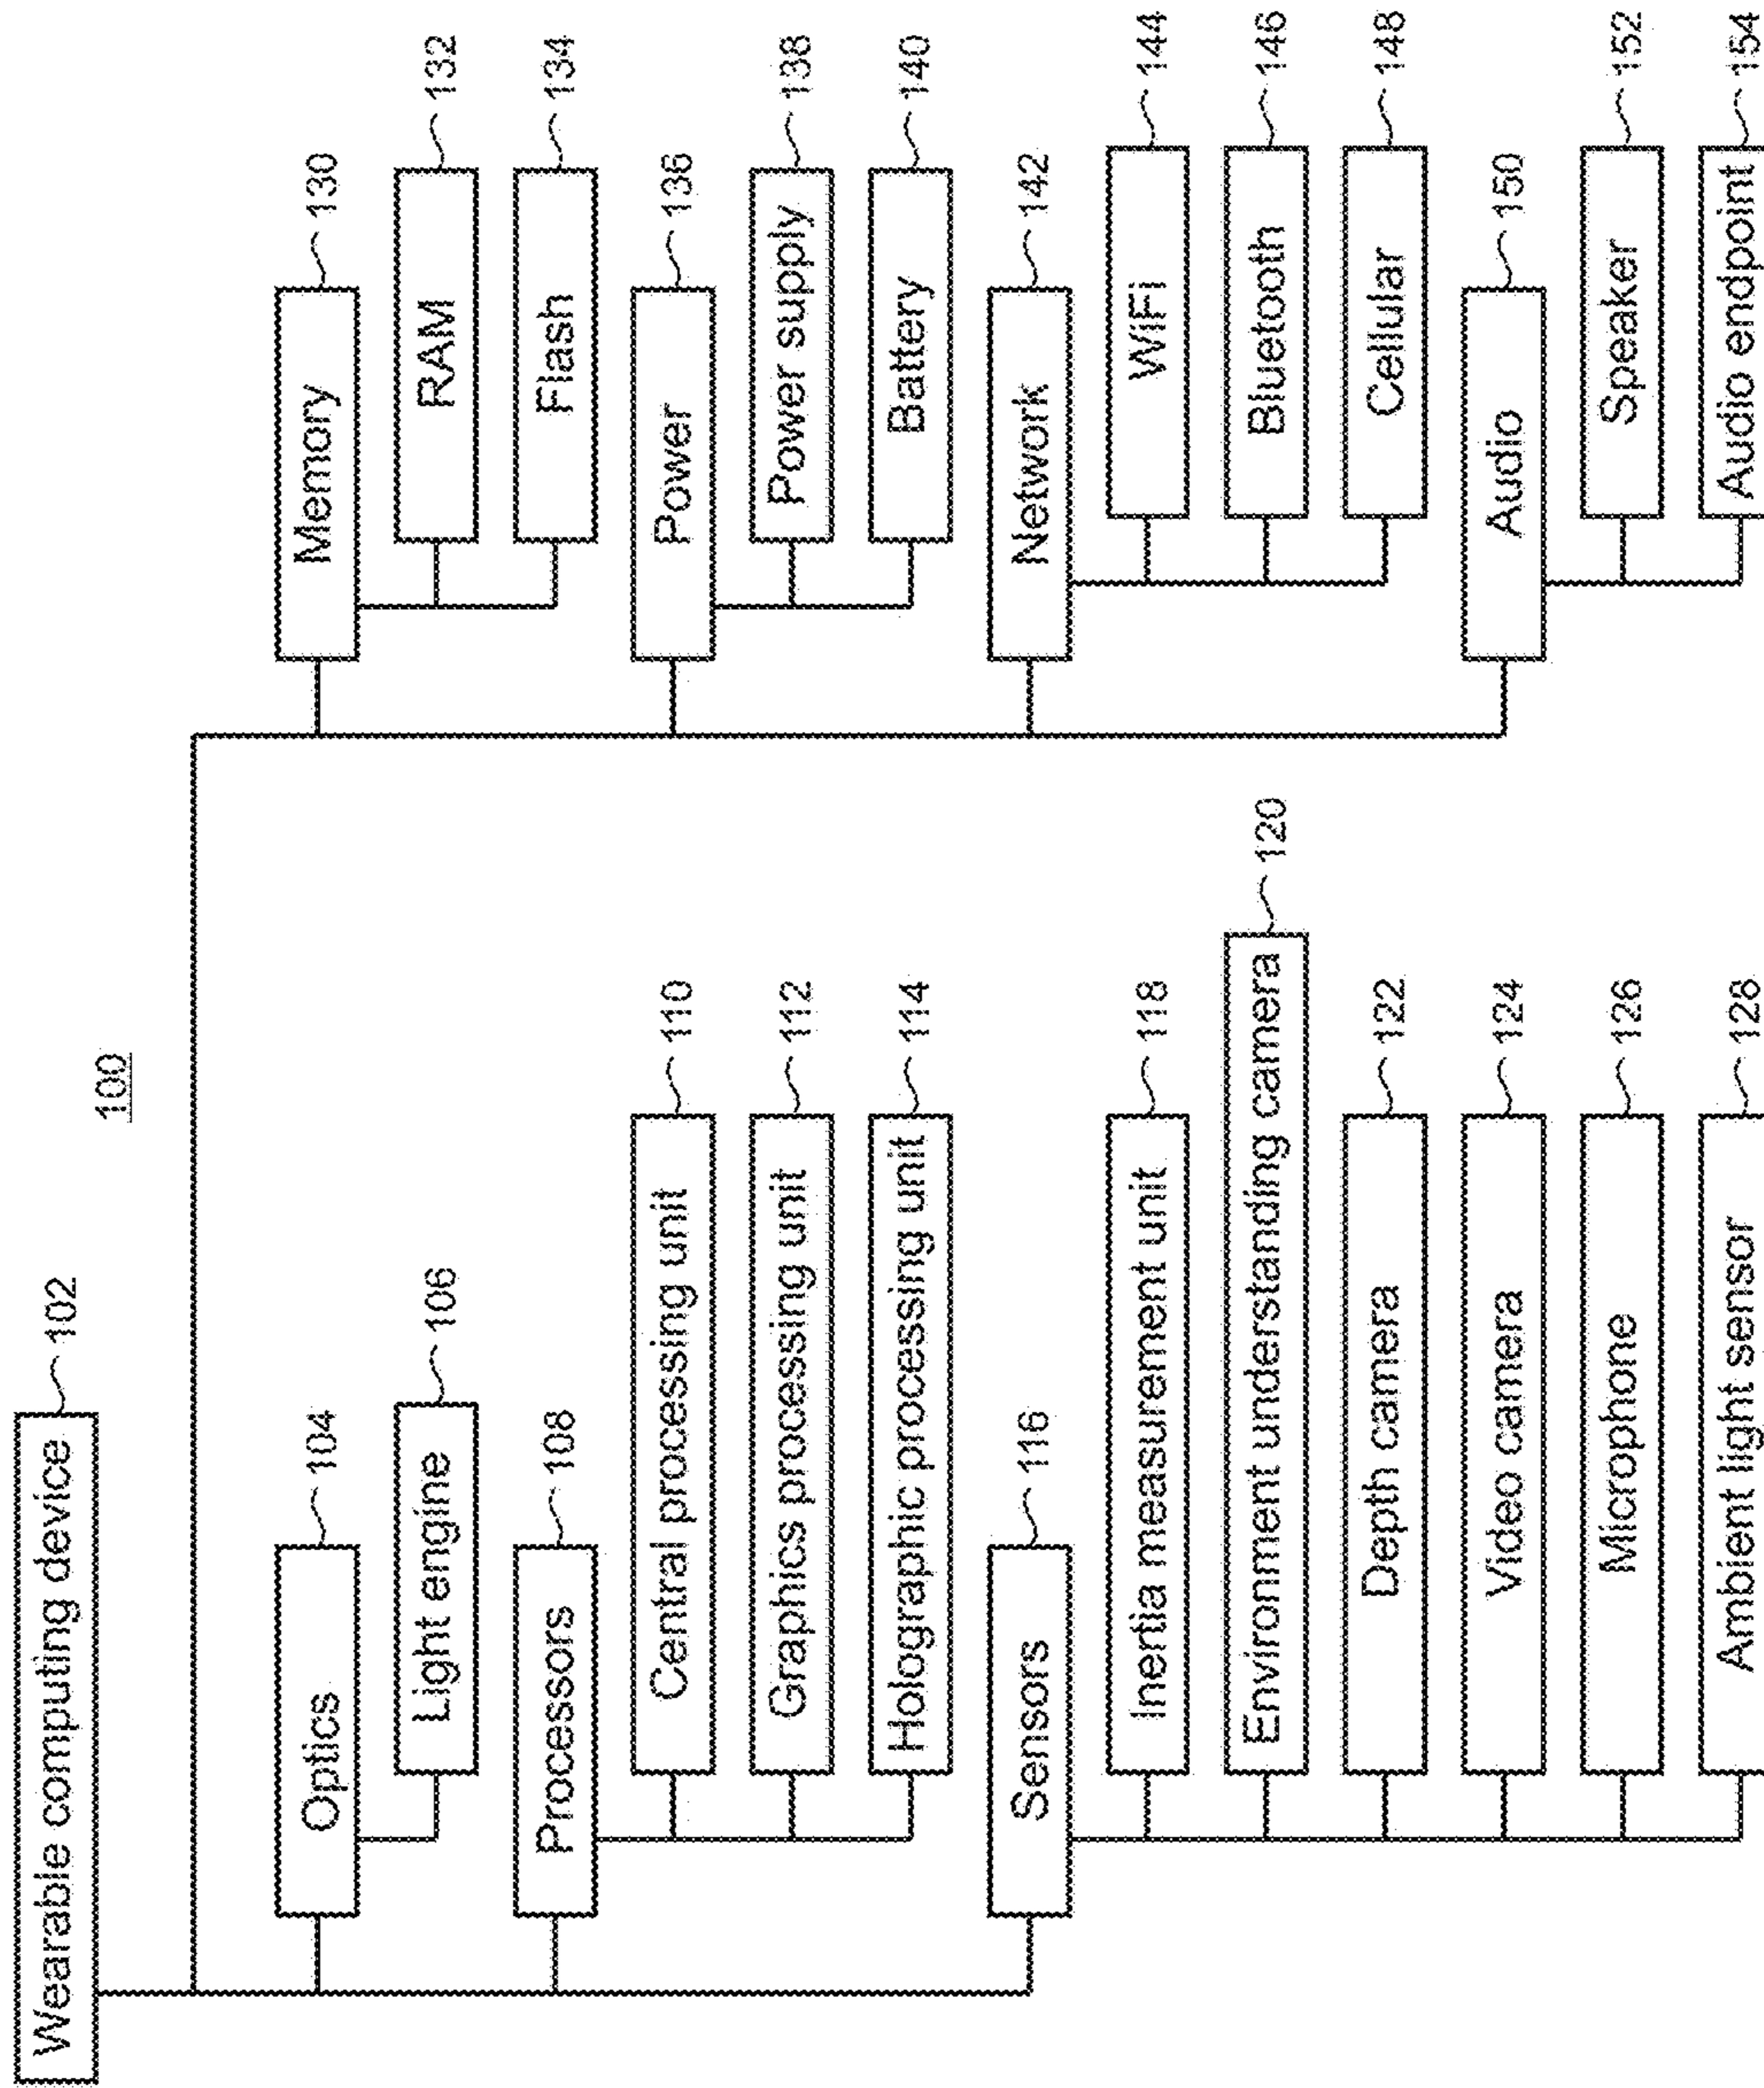 100
Wearable computing device 102
Optics 104
Light engine 106
Processors 108
Central processing unit 110
Graphics processing unit 112
Holographic processing unit 114
Sensors 116
Inertia measurement unit 118
Environment understanding camera 120
Depth camera 122
Video camera 124
Microphone 126
Ambient light sensor 128
Memory 130
RAM 132
Flash 134
Power 136
Power supply 138
Battery 140
Network 142
WiFi 144
Bluetooth 146
Cellular 148
Audio 150
Speaker 152
Audio endpoint 154